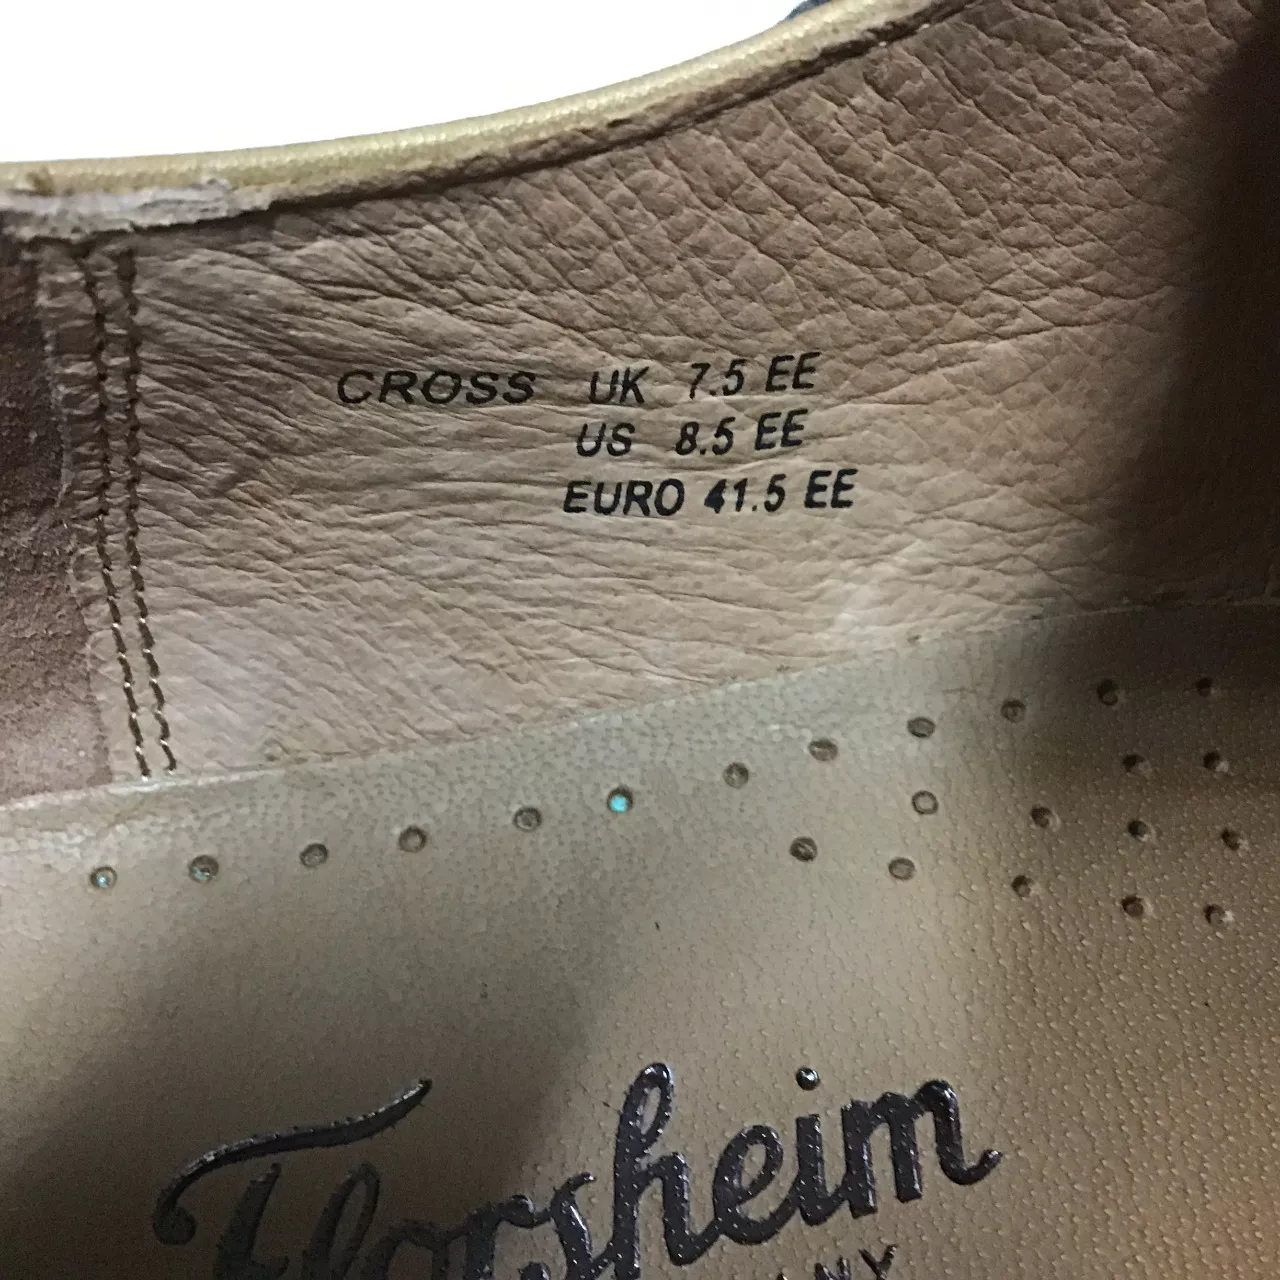 CROSS UK 7.5 EE
US 8.5 EE
EURO 41.5 EE
Florsheim